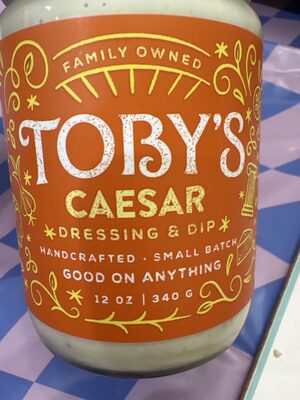 FAMILY OWNED
TOBY'S
CAESAR
DRESSING & DIP
HANDCRAFTED · SMALL BATCH
GOOD ON ANYTHING
12 OZ | 340 G